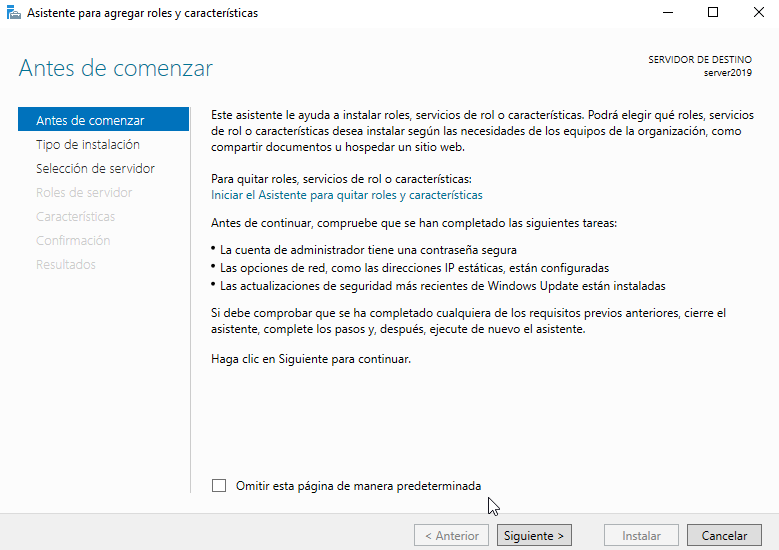 Asistente para agregar roles y características
Antes de comenzar
SERVIDOR DE DESTINO
server2019
Antes de comenzar
Tipo de instalación
Selección de servidor
Roles de servidor
Características
Confirmación
Resultados
Este asistente le ayuda a instalar roles, servicios de rol o características. Podrá elegir qué roles, servicios
de rol o características desea instalar según las necesidades de los equipos de la organización, como
compartir documentos u hospedar un sitio web.
Para quitar roles, servicios de rol o características:
Iniciar el Asistente para quitar roles y características
Antes de continuar, compruebe que se han completado las siguientes tareas:
• La cuenta de administrador tiene una contraseña segura
• Las opciones de red, como las direcciones IP estáticas, están configuradas
• Las actualizaciones de seguridad más recientes de Windows Update están instaladas
Si debe comprobar que se ha completado cualquiera de los requisitos previos anteriores, cierre el
asistente, complete los pasos y, después, ejecute de nuevo el asistente.
Haga clic en Siguiente para continuar.
Omitir esta página de manera predeterminada
< Anterior
Siguiente >
Instalar
Cancelar